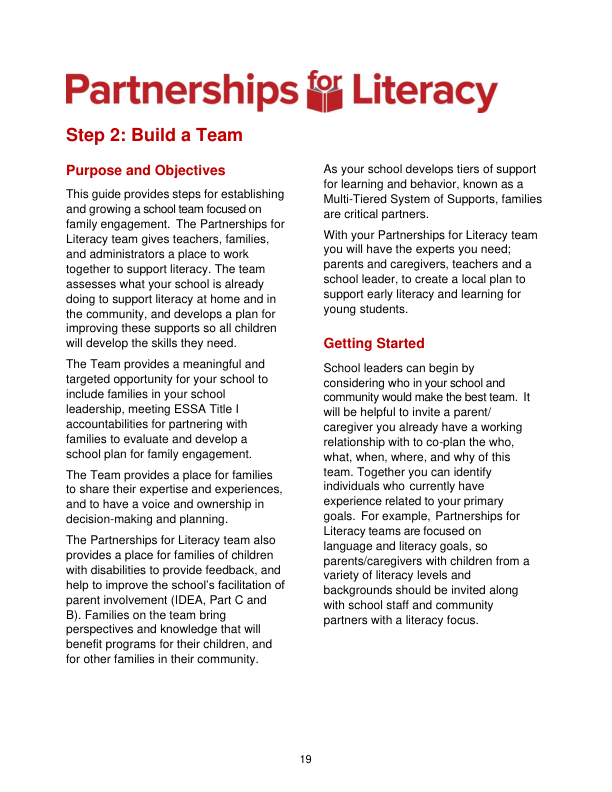 Partnerships for Literacy
Step 2: Build a Team
Purpose and Objectives
This guide provides steps for establishing
and growing a school team focused on
family engagement.  The Partnerships for
Literacy team gives teachers, families,
and administrators a place to work
together to support literacy. The team
assesses what your school is already
doing to support literacy at home and in
the community, and develops a plan for
improving these supports so all children
will develop the skills they need.
The Team provides a meaningful and
targeted opportunity for your school to
include families in your school
leadership, meeting ESSA Title I
accountabilities for partnering with
families to evaluate and develop a
school plan for family engagement.
The Team provides a place for families
to share their expertise and experiences,
and to have a voice and ownership in
decision-making and planning.
The Partnerships for Literacy team also
provides a place for families of children
with disabilities to provide feedback, and
help to improve the school's facilitation of
parent involvement (IDEA, Part C and
B). Families on the team bring
perspectives and knowledge that will
benefit programs for their children, and
for other families in their community.
As your school develops tiers of support
for learning and behavior, known as a
Multi-Tiered System of Supports, families
are critical partners.
With your Partnerships for Literacy team
you will have the experts you need;
parents and caregivers, teachers and a
school leader, to create a local plan to
support early literacy and learning for
young students.
Getting Started
School leaders can begin by
considering who in your school and
community would make the best team.  It
will be helpful to invite a parent/
caregiver you already have a working
relationship with to co-plan the who,
what, when, where, and why of this
team. Together you can identify
individuals who currently have
experience related to your primary
goals.  For example, Partnerships for
Literacy teams are focused on
language and literacy goals, so
parents/caregivers with children from a
variety of literacy levels and
backgrounds should be invited along
with school staff and community
partners with a literacy focus.
19